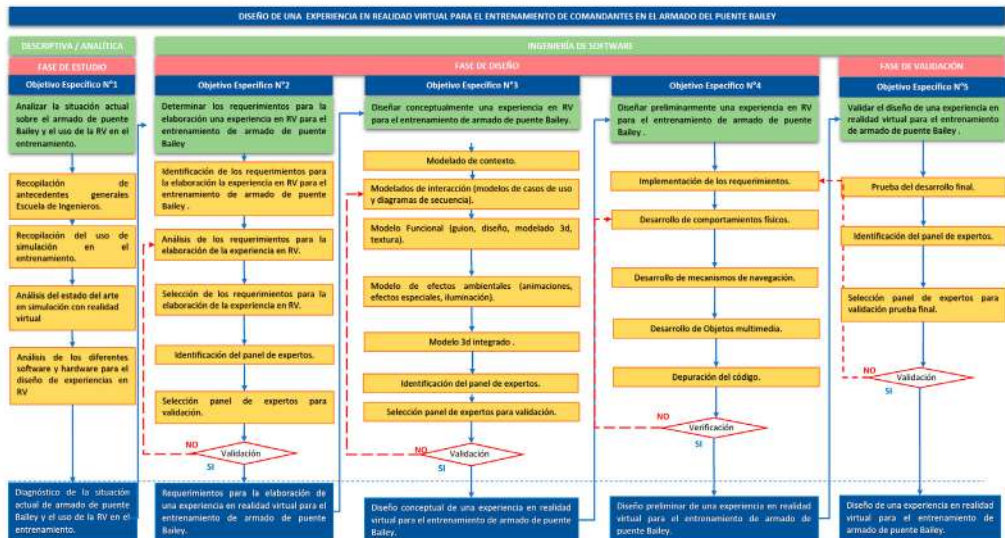 DISEÑO DE UNA EXPERIENCIA EN REALIDAD VIRTUAL PARA EL ENTRENAMIENTO DE COMANDANTES EN EL ARMADO DEL PUENTE BAILEY
DESCRIPTIVA / ANALÍTICA
INGENIERÍA DE SOFTWARE
FASE DE ESTUDIO
FASE DE DISEÑO
FASE DE VALIDACIÓN
Objetivo Específico N°1
Analizar la situación actual
sobre el armado de puente
Bailey y el uso de la RV en el
entrenamiento.
Recopilación de
antecedentes generales
Escuela de Ingenieros.
Recopilación del uso de
simulación en el
entrenamiento.
Análisis del estado del arte
en simulación con realidad
virtual
Análisis de los diferentes
software y hardware para el
diseño de experiencias en
RV
Diagnóstico de la situación
actual de armado de puente
Bailey y el uso de la RV en el
entrenamiento.
Objetivo Específico N°2
Determinar los requerimientos para
la elaboración una experiencia en RV
para el entrenamiento de armado de
puente Bailey
Identificación de los requerimientos
para la elaboración la experiencia en
RV para el entrenamiento de armado
de puente Bailey .
Análisis de los requerimientos para la
elaboración de la experiencia en RV.
Selección de los requerimientos para la
elaboración de la experiencia en RV.
Identificación del panel de expertos.
Selección panel de expertos para
validación.
NO
Validación
SI
Requerimientos para la elaboración de
una experiencia en realidad virtual para el
entrenamiento de armado de puente
Bailey.
Objetivo Específico N°3
Diseñar conceptualmente una experiencia en RV
para el entrenamiento de armado de puente Bailey.
Modelado de contexto.
Modelados de interacción (modelos de casos de uso
y diagramas de secuencia).
Modelo Funcional (guion, diseño, modelado 3d,
textura).
Modelo de efectos ambientales (animaciones,
efectos especiales, iluminación).
Modelo 3d integrado .
Identificación del panel de expertos.
Selección panel de expertos para validación.
NO
Validación
SI
Diseño conceptual de una experiencia en realidad
virtual para el entrenamiento de armado de puente
Bailey.
Objetivo Específico N°4
Diseñar preliminarmente una experiencia en RV
para el entrenamiento de armado de puente
Bailey .
Implementación de los requerimientos.
Desarrollo de comportamientos físicos.
Desarrollo de mecanismos de navegación.
Desarrollo de Objetos multimedia.
Depuración del código.
NO
Verificación
SI
Diseño preliminar de una experiencia en realidad
virtual para el entrenamiento de armado de
puente Bailey.
Objetivo Específico N°5
Validar el diseño de una experiencia en
realidad virtual para el entrenamiento
de armado de puente Bailey .
Prueba del desarrollo final.
Identificación del panel de expertos.
Selección panel de expertos para
validación prueba final.
NO
Validación
SI
Diseño de una experiencia en realidad
virtual para el entrenamiento de
armado de puente Bailey.